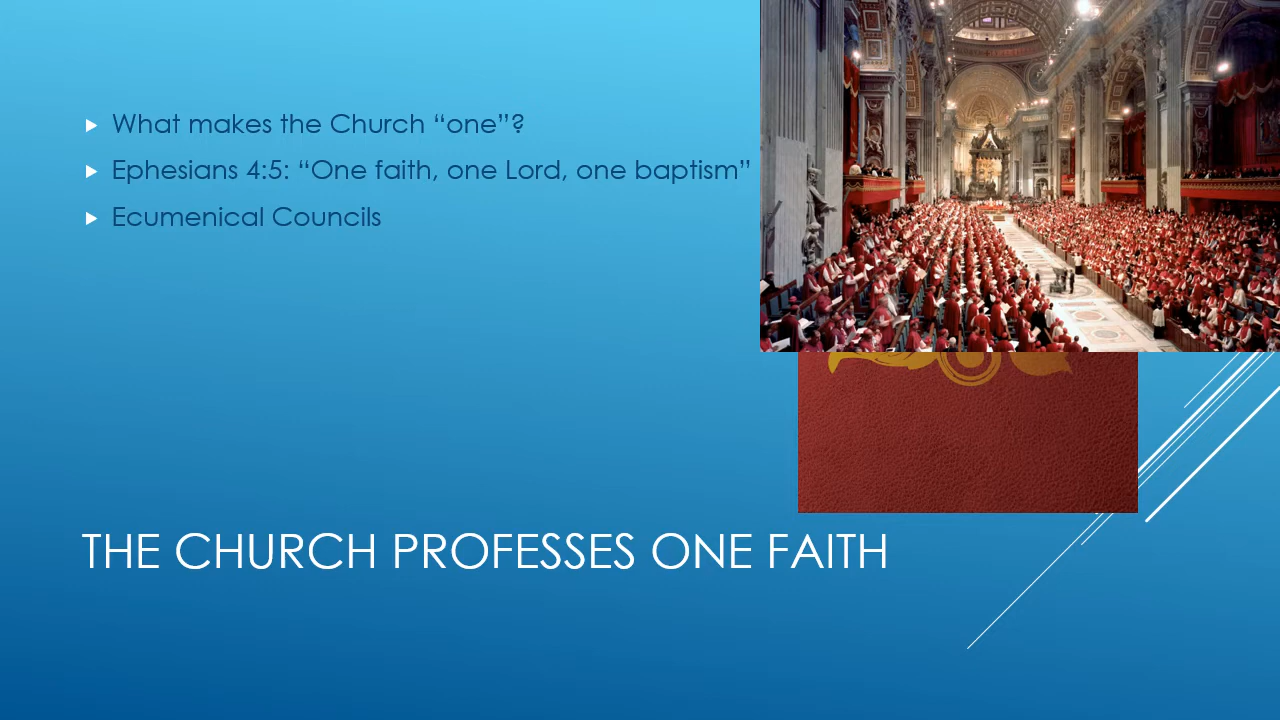 What makes the Church “one”?
Ephesians 4:5: “One faith, one Lord, one baptism”
Ecumenical Councils
THE CHURCH PROFESSES ONE FAITH